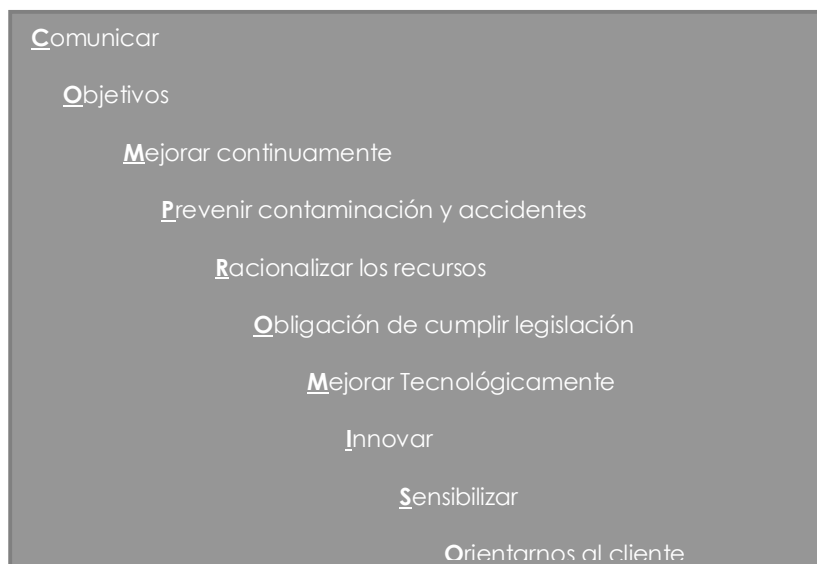 Comunicar
Objetivos
Mejorar continuamente
Prevenir contaminación y accidentes
Racionalizar los recursos
Obligación de cumplir legislación
Mejorar Tecnológicamente
Innovar
Sensibilizar
Orientarnos al cliente